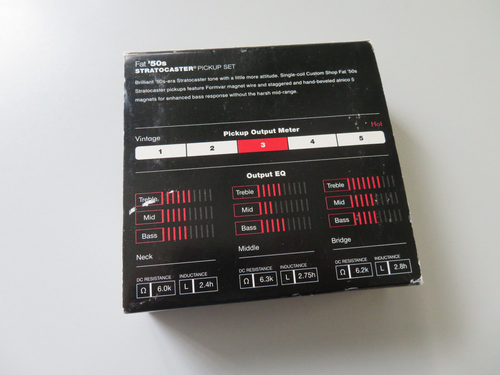 Fat '50s
STRATOCASTER® PICKUP SET
Brilliant '50s-era Stratocaster tone with a little more attitude. Single-coil Custom Shop Fat '50s
Stratocaster pickups feature Formvar magnet wire and staggered and hand-beveled alnico 5
magnets for enhanced bass response without the harsh mid-range.
Vintage Pickup Output Meter Hot
1 2 3 4 5
Output EQ
Treble
Mid
Bass
Neck
DC RESISTANCE INDUCTANCE
Ω 6.0k L 2.4h
Treble
Mid
Bass
Middle
DC RESISTANCE INDUCTANCE
Ω 6.3k L 2.75h
Treble
Mid
Bass
Bridge
DC RESISTANCE INDUCTANCE
Ω 6.2k L 2.8h